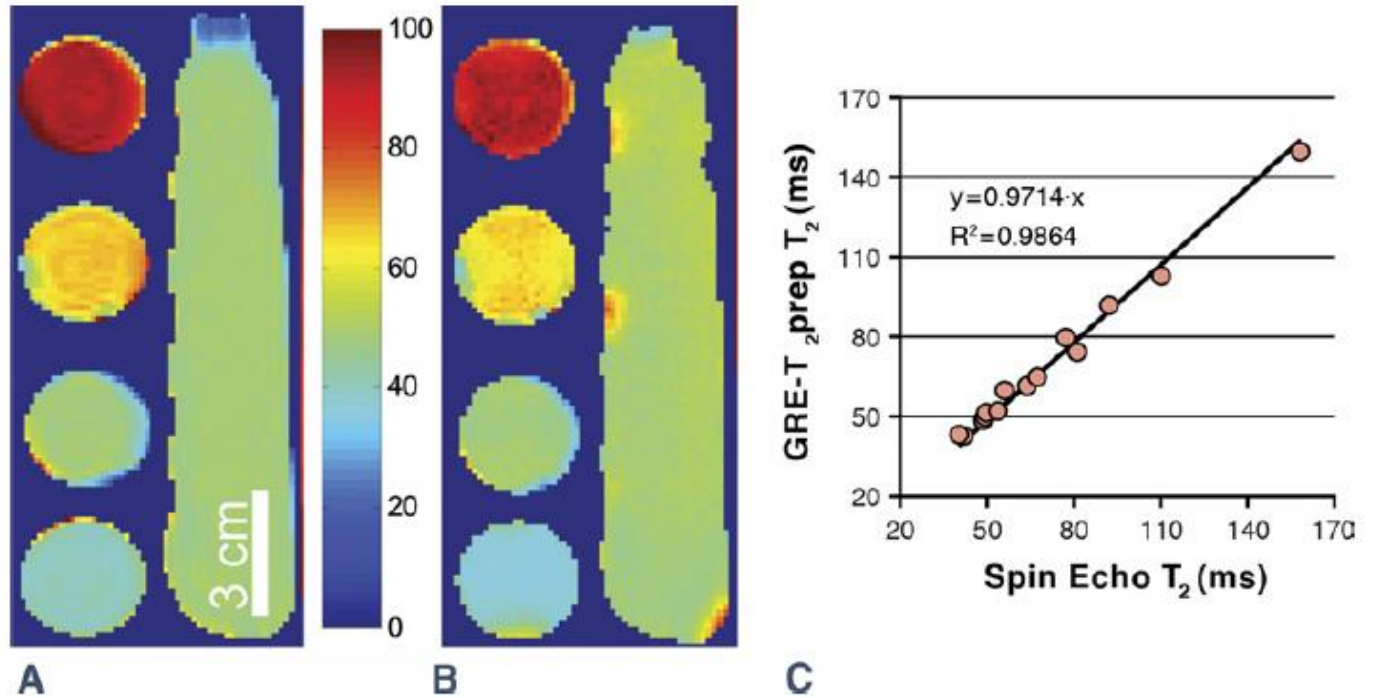 100
80
60
40
20
0
3 cm
A
B
170
140
110
80
50
20
y=0.9714·x
R²=0.9864
GRE-T ₂prep T₂ (ms)
20 50 80 110 140 170
Spin Echo T₂ (ms)
C